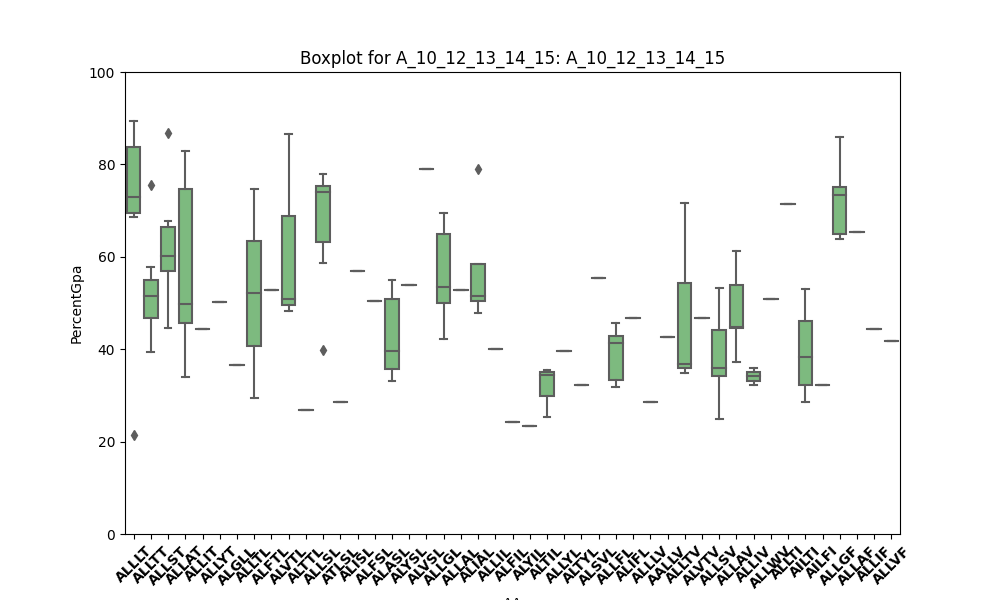 Boxplot for A_10_12_13_14_15: A_10_12_13_14_15
PercentGpa
100
80
60
40
20
0
ALLLT
ALLTT
ALLST
ALLAT
ALLIT
ALLYT
ALGLL
ALLTL
ALFTL
ALVTL
ALTTL
ALLSL
ATLSL
ALISL
ALFSL
ALASL
ALYSL
ALVSL
ALLGL
ALLAL
ALIAL
ALLIL
ALFIL
ALYIL
ALTIL
ALLYL
ALTYL
ALSVL
ALLFL
ALIFL
ALLLV
AALLV
ALLTV
ALVTV
ALLSV
ALLAV
ALLIV
ALLWV
ALLTI
AILTI
AILFI
ALLGF
ALLAF
ALLIF
ALLVF